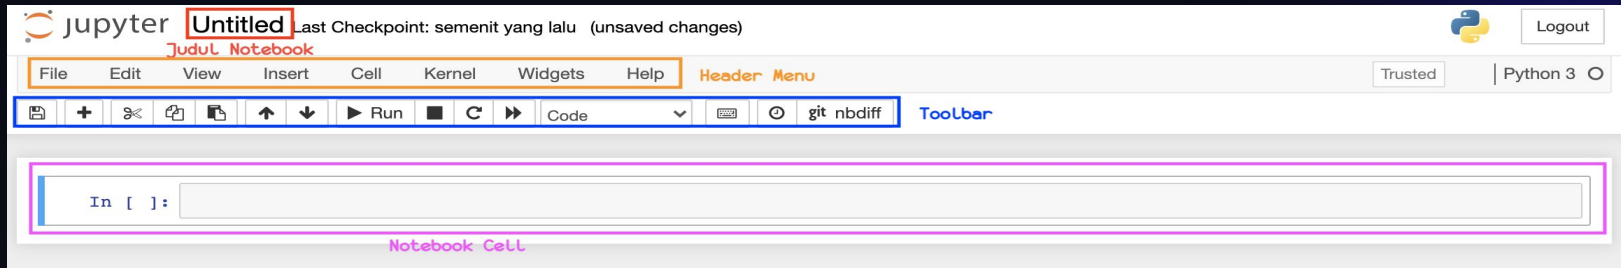 jupyter Untitled Last Checkpoint: semenit yang lalu (unsaved changes) Logout
Judul Notebook
File Edit View Insert Cell Kernel Widgets Help Header Menu Trusted Python 3
Run Code git nbdiff Toolbar
In [ ]:
Notebook Cell